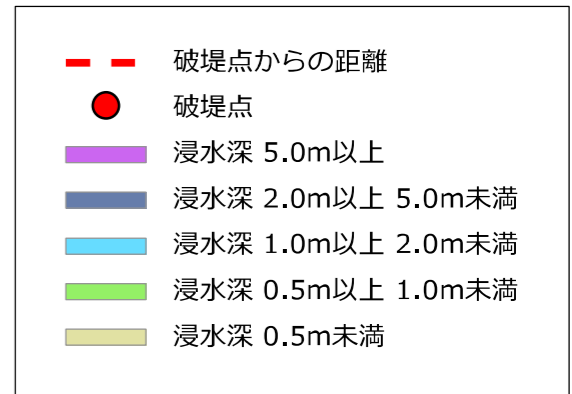 破堤点からの距離
破堤点
浸水深 5.0m以上
浸水深 2.0m以上 5.0m未満
浸水深 1.0m以上 2.0m未満
浸水深 0.5m以上 1.0m未満
浸水深 0.5m未満